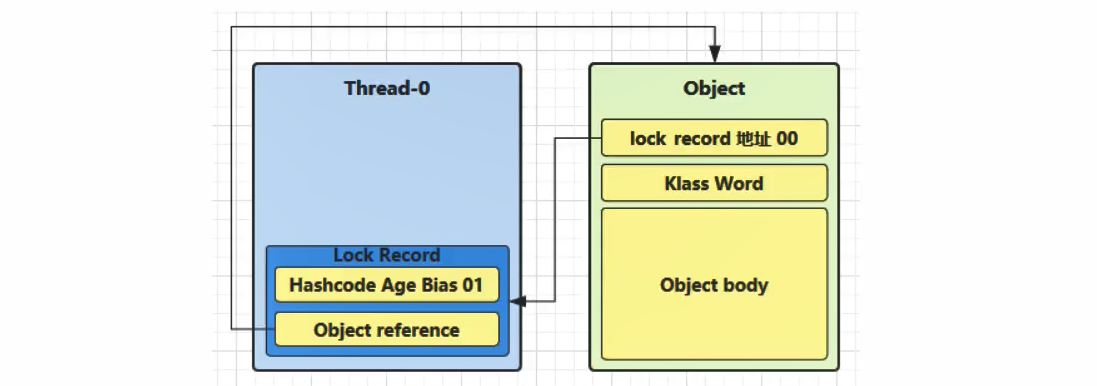 Thread-0
Lock Record
Hashcode Age Bias 01
Object reference
Object
lock record 地址 00
Klass Word
Object body